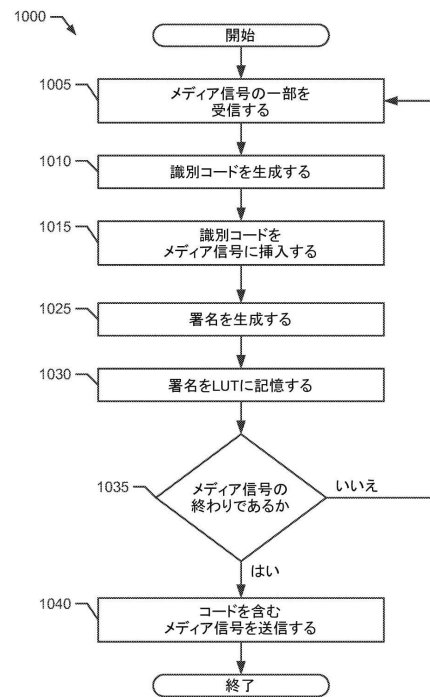 1000
開始
1005
メディア信号の一部を
受信する
1010
識別コードを生成する
1015
識別コードを
メディア信号に挿入する
1025
署名を生成する
1030
署名をLUTに記憶する
1035
メディア信号の
終わりであるか
いいえ
はい
1040
コードを含む
メディア信号を送信する
終了